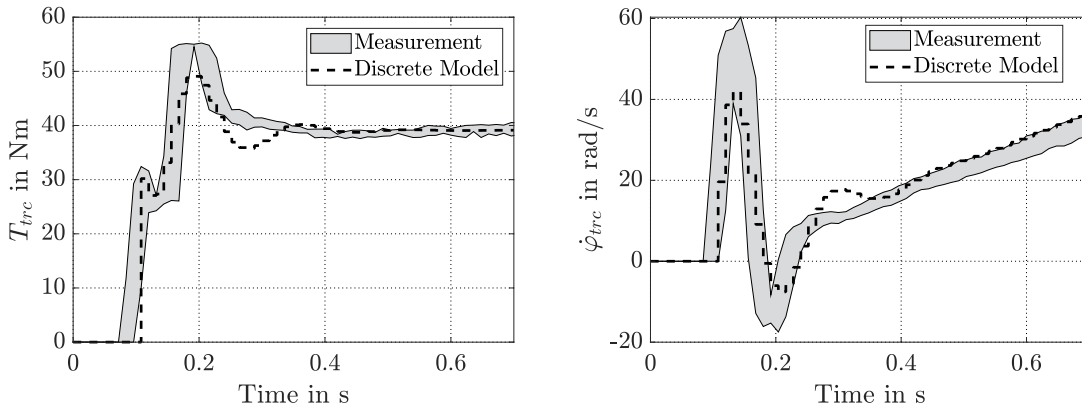 60
50
40
30
20
10
0
0
0.2
0.4
0.6
T_trc in Nm
Time in s
Measurement
Discrete Model
60
40
20
0
-20
0
0.2
0.4
0.6
φ̇_trc in rad/s
Time in s
Measurement
Discrete Model